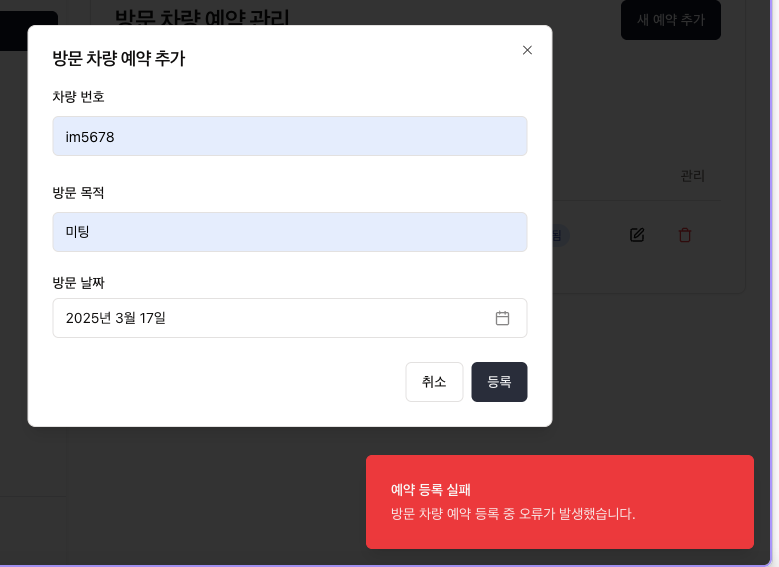 방문 차량 예약 관리
새 예약 추가
방문 차량 예약 추가
차량 번호
im5678
관리
방문 목적
미팅
방문 날짜
2025년 3월 17일
취소
등록
예약 등록 실패
방문 차량 예약 등록 중 오류가 발생했습니다.